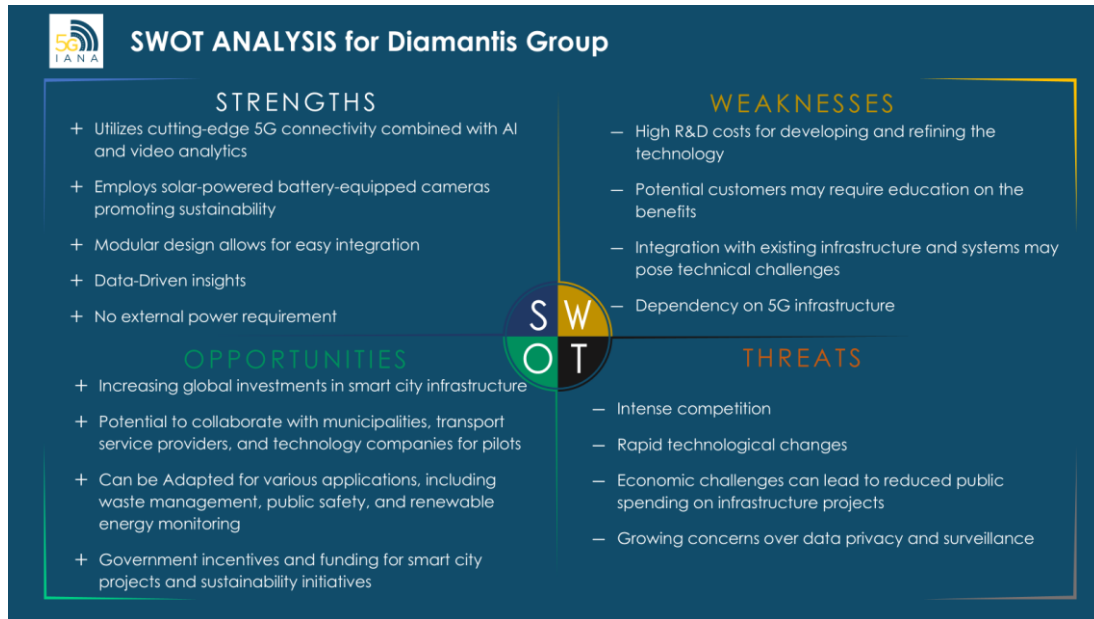 5G
IANA
SWOT ANALYSIS for Diamantis Group
STRENGTHS
+ Utilizes cutting-edge 5G connectivity combined with AI
and video analytics
+ Employs solar-powered battery-equipped cameras
promoting sustainability
+ Modular design allows for easy integration
+ Data-Driven insights
+ No external power requirement
WEAKNESSES
– High R&D costs for developing and refining the
technology
– Potential customers may require education on the
benefits
– Integration with existing infrastructure and systems may
pose technical challenges
– Dependency on 5G infrastructure
S W
O T
OPPORTUNITIES
+ Increasing global investments in smart city infrastructure
+ Potential to collaborate with municipalities, transport
service providers, and technology companies for pilots
+ Can be Adapted for various applications, including
waste management, public safety, and renewable
energy monitoring
+ Government incentives and funding for smart city
projects and sustainability initiatives
THREATS
– Intense competition
– Rapid technological changes
– Economic challenges can lead to reduced public
spending on infrastructure projects
– Growing concerns over data privacy and surveillance